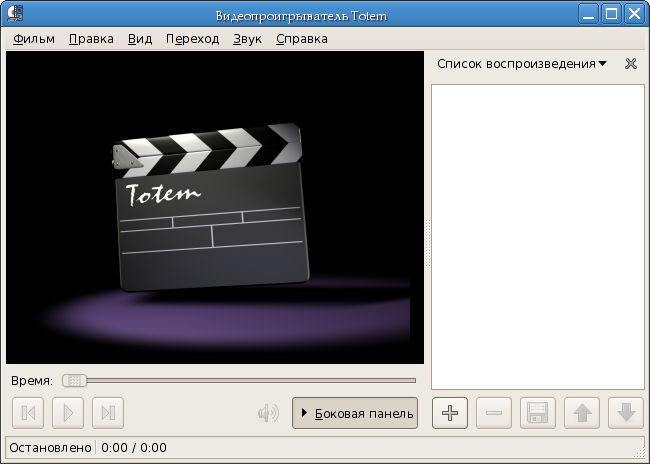 Видеопроигрыватель Totem
Фильм Правка Вид Переход Звук Справка
Список воспроизведения
Totem
Время:
Боковая панель
Остановлено 0:00 / 0:00